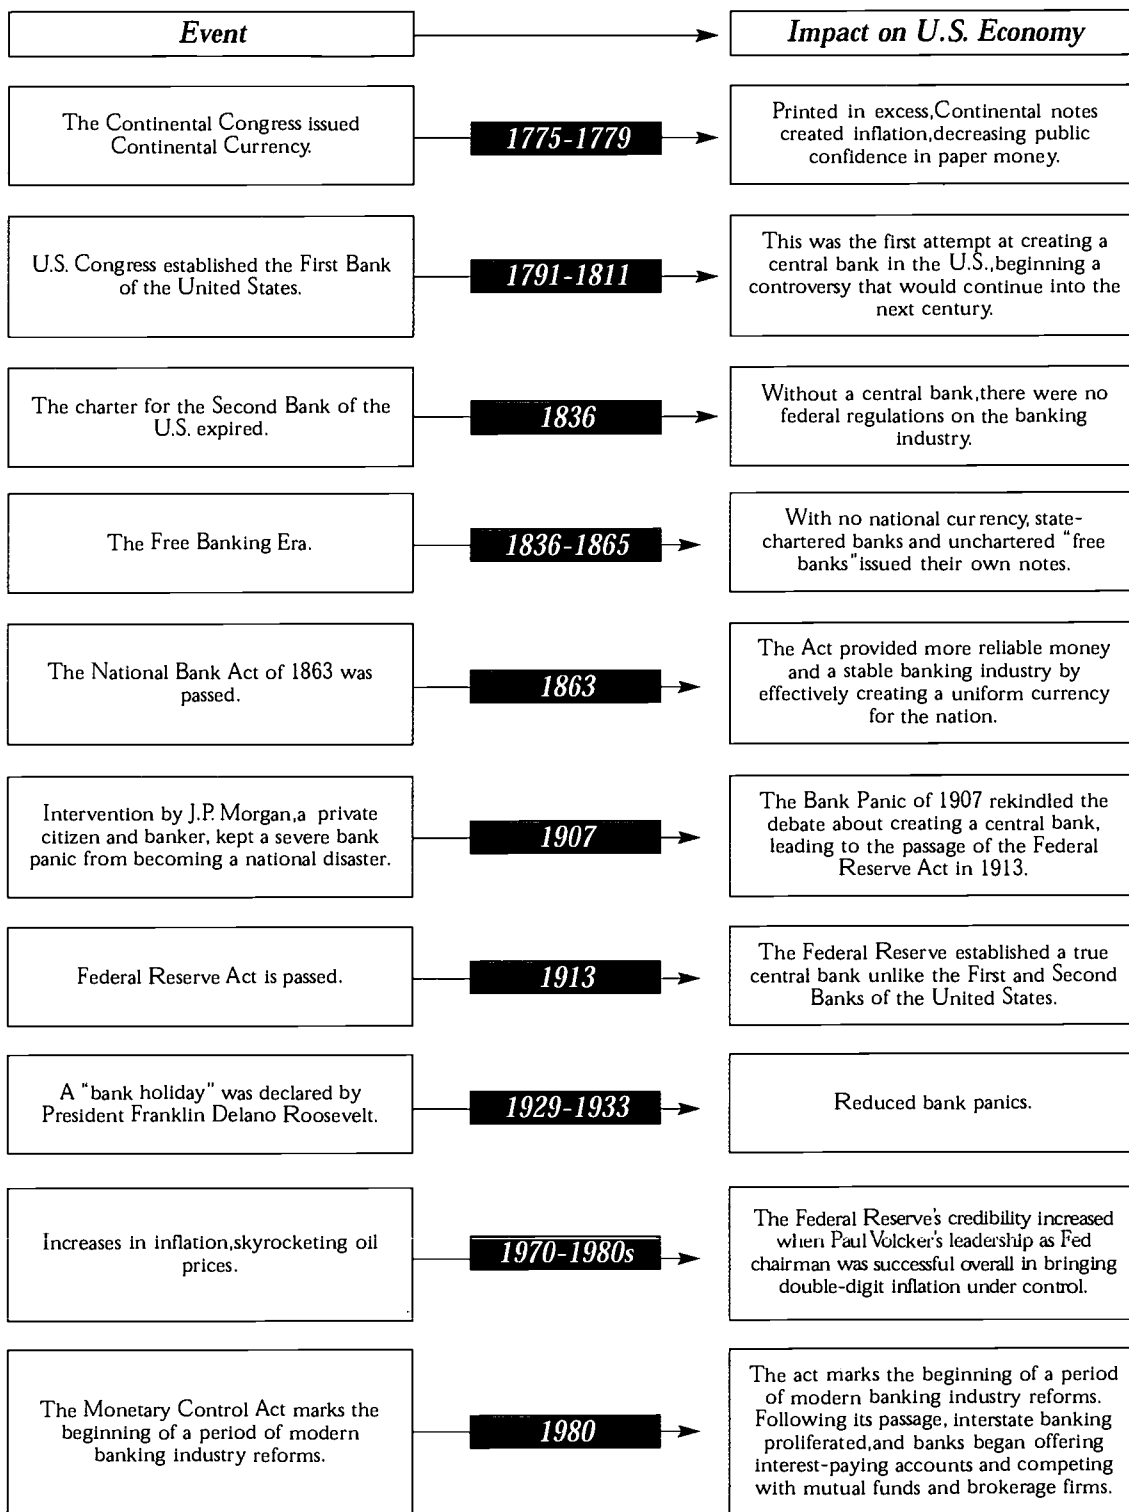 Event
Impact on U.S. Economy
The Continental Congress issued
Continental Currency.
1775-1779
Printed in excess,Continental notes
created inflation,decreasing public
confidence in paper money.
U.S. Congress established the First Bank
of the United States.
1791-1811
This was the first attempt at creating a
central bank in the U.S.,beginning a
controversy that would continue into the
next century.
The charter for the Second Bank of the
U.S. expired.
1836
Without a central bank,there were no
federal regulations on the banking
industry.
The Free Banking Era.
1836-1865
With no national currency, state-
chartered banks and unchartered "free
banks"issued their own notes.
The National Bank Act of 1863 was
passed.
1863
The Act provided more reliable money
and a stable banking industry by
effectively creating a uniform currency
for the nation.
Intervention by J.P. Morgan,a private
citizen and banker, kept a severe bank
panic from becoming a national disaster.
1907
The Bank Panic of 1907 rekindled the
debate about creating a central bank,
leading to the passage of the Federal
Reserve Act in 1913.
Federal Reserve Act is passed.
1913
The Federal Reserve established a true
central bank unlike the First and Second
Banks of the United States.
A "bank holiday" was declared by
President Franklin Delano Roosevelt.
1929-1933
Reduced bank panics.
Increases in inflation,skyrocketing oil
prices.
1970-1980s
The Federal Reserve's credibility increased
when Paul Volcker's leadership as Fed
chairman was successful overall in bringing
double-digit inflation under control.
The Monetary Control Act marks the
beginning of a period of modern
banking industry reforms.
1980
The act marks the beginning of a period
of modern banking industry reforms.
Following its passage, interstate banking
proliferated,and banks began offering
interest-paying accounts and competing
with mutual funds and brokerage firms.